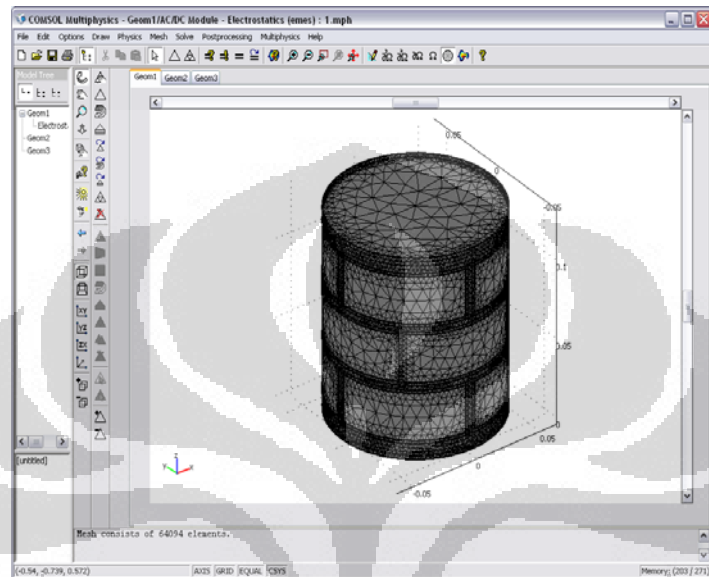 COMSOL Multiphysics - Geom1/AC/DC Module - Electrostatics (emes) : 1.mph
File Edit Options Draw Physics Mesh Solve Postprocessing Multiphysics Help
Model Tree
Geom1 Geom2 Geom3
Geom1
Electrost
Geom2
Geom3
0.05
0
-0.05
0.1
0.05
0
0.05
0
-0.05
z
y x
[untitled]
Mesh consists of 64094 elements.
(-0.54, -0.739, 0.572) AXIS GRID EQUAL CSYS Memory: (203 / 271)